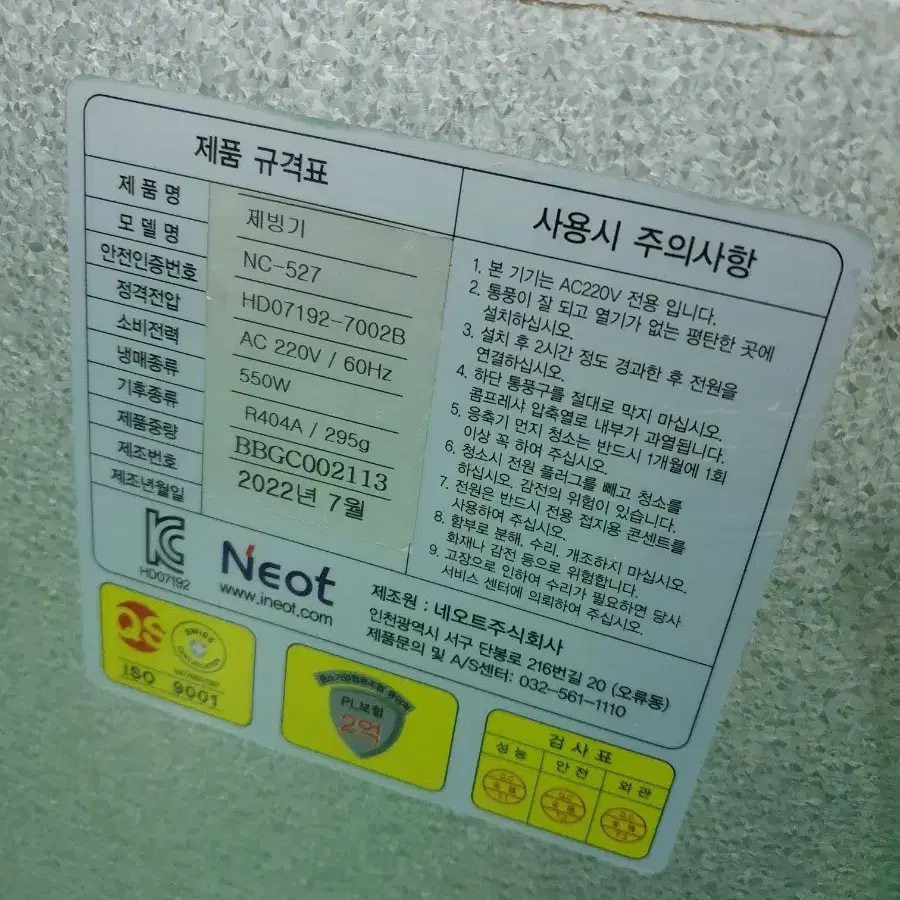 제품 규격표
제 품 명
모 델 명
안전인증번호
정격전압
소비전력
냉매종류
기후종류
제품중량
제조번호
제조년월일
제빙기
NC-527
HD07192-7002B
AC 220V / 60Hz
550W
R404A / 295g
BBGC002113
2022년 7월
사용시 주의사항
1. 본 기기는 AC220V 전용 입니다.
2. 통풍이 잘 되고 열기가 없는 평탄한 곳에
설치하십시오.
3. 설치 후 2시간 정도 경과한 후 전원을
연결하십시오.
4. 하단 통풍구를 절대로 막지 마십시오.
콤프레샤 압축열로 내부가 과열됩니다.
5. 응축기 먼지 청소는 반드시 1개월에 1회
이상 꼭 하여 주십시오.
6. 청소시 전원 플러그를 빼고 청소를
하십시오. 감전의 위험이 있습니다.
7. 전원은 반드시 전용 접지용 콘센트를
사용하여 주십시오.
8. 함부로 분해, 수리, 개조하지 마십시오
화재나 감전 등으로 위험합니다.
9. 고장으로 인하여 수리가 필요하면 당사
서비스 센터에 의뢰하여 주십시오.
HD07192
Neot
www.ineot.com
제조원 : 네오트주식회사
인천광역시 서구 단봉로 216번길 20 (오류동)
제품문의 및 A/S센터: 032-561-1110
QS
SWISS
ISO 9001
PL보험
2억
검 사 표
성 능
안 전
외 관